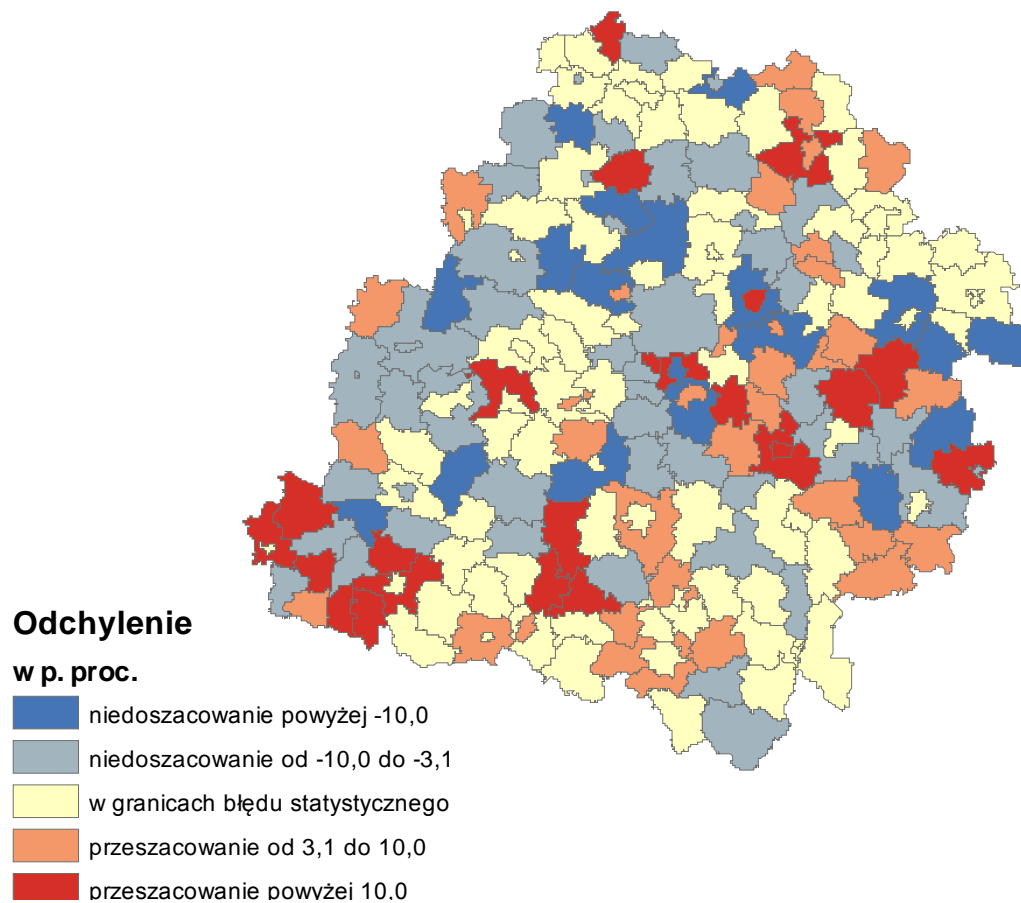 Odchylenie
w p. proc.
niedoszacowanie powyżej -10,0
niedoszacowanie od -10,0 do -3,1
w granicach błędu statystycznego
przeszacowanie od 3,1 do 10,0
przeszacowanie powyżej 10,0